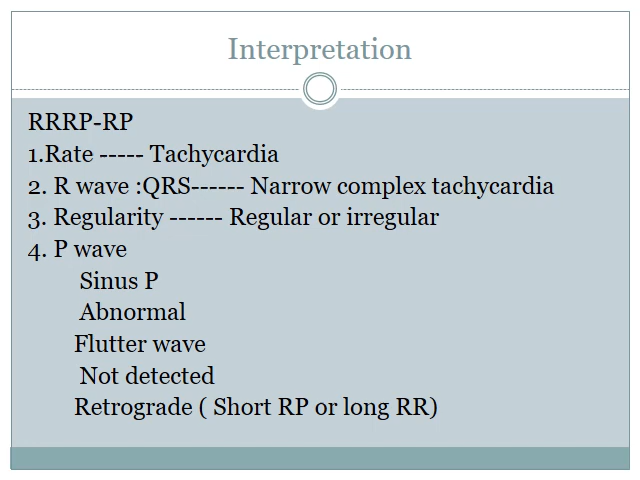 Interpretation
RRRP-RP
1.Rate ----- Tachycardia
2. R wave :QRS------ Narrow complex tachycardia
3. Regularity ------ Regular or irregular
4. P wave
Sinus P
Abnormal
Flutter wave
Not detected
Retrograde ( Short RP or long RR)